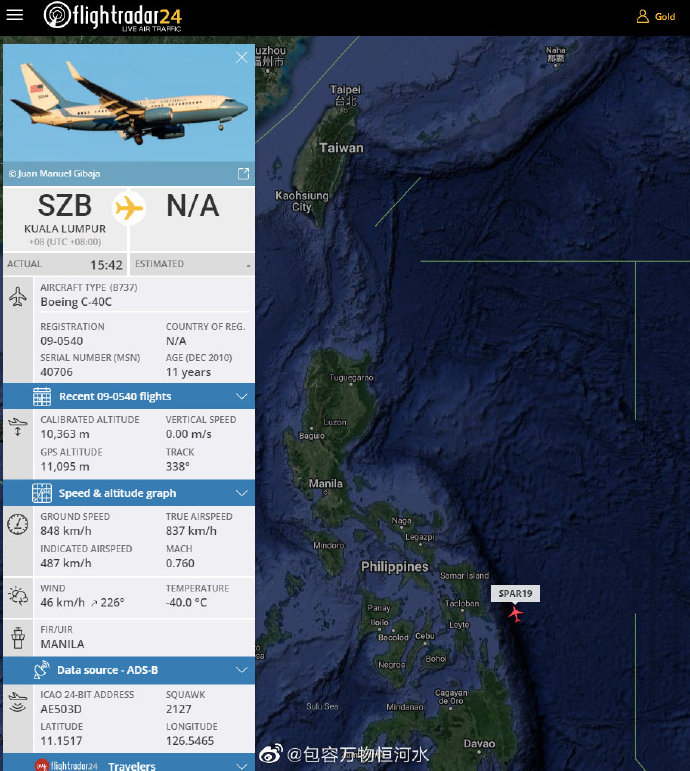 flightradar24
LIVE AIR TRAFFIC
Gold
© Juan Manuel Gibaja
SZB
N/A
KUALA LUMPUR
+08 (UTC +08:00)
ACTUAL
15:42
ESTIMATED
-
AIRCRAFT TYPE (B737)
Boeing C-40C
REGISTRATION
COUNTRY OF REG.
09-0540
N/A
SERIAL NUMBER (MSN)
AGE (DEC 2010)
40706
11 years
Recent 09-0540 flights
CALIBRATED ALTITUDE
VERTICAL SPEED
10,363 m
0.00 m/s
GPS ALTITUDE
TRACK
11,095 m
338°
Speed & altitude graph
GROUND SPEED
TRUE AIRSPEED
848 km/h
837 km/h
INDICATED AIRSPEED
MACH
487 km/h
0.760
WIND
TEMPERATURE
46 km/h ↗ 226°
-40.0 °C
FIR/UIR
MANILA
Data source - ADS-B
ICAO 24-BIT ADDRESS
SQUAWK
AE503D
2127
LATITUDE
LONGITUDE
11.1517
126.5465
flightradar24 Travelers
福州市
Naha
那覇
Taipei
台北
Taiwan
Kaohsiung
City
Tuguegarao
Luzon
Baguio
Manila
Naga
Legazpi
Mindoro
Philippines
Samar Island
SPAR19
Tacloban
Panay
Iloilo
Leyte
Bacolod
Cebu
Negros
Bohol
Cagayan
de Oro
Sulu Sea
Mindanao
Davao
@包容万物恒河水